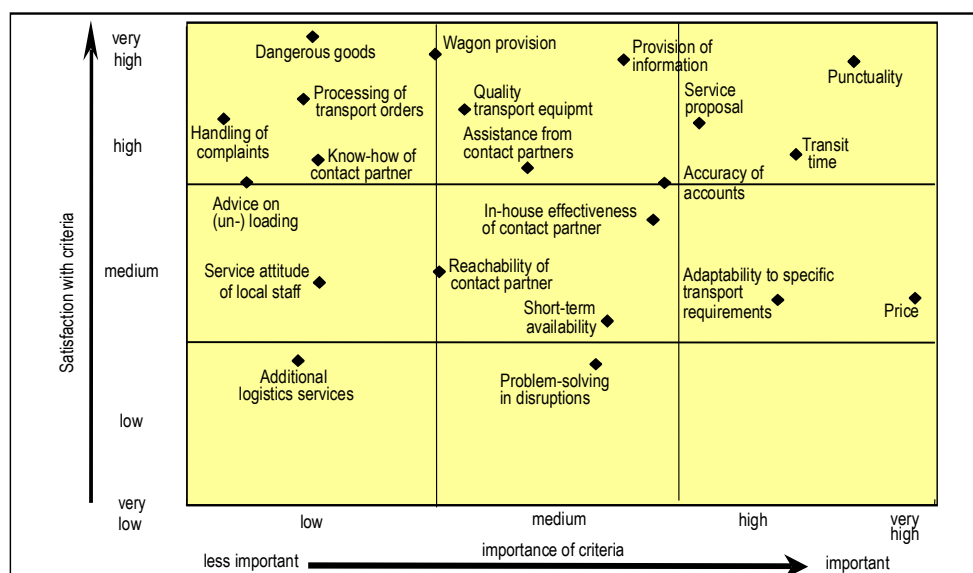 very
high
Dangerous goods
Wagon provision
Provision of
information
Punctuality
Processing of
transport orders
Quality
transport equipmt
Service
proposal
Handling of
complaints
high
Assistance from
contact partners
Transit
time
Know-how of
contact partner
Accuracy of
accounts
Advice on
(un-) loading
In-house effectiveness
of contact partner
Satisfaction with criteria
medium
Service attitude
of local staff
Reachability of
contact partner
Adaptability to specific
transport
requirements
Short-term
availability
Price
Additional
logistics services
Problem-solving
in disruptions
low
very
low
low
medium
high
very
high
less important
importance of criteria
important